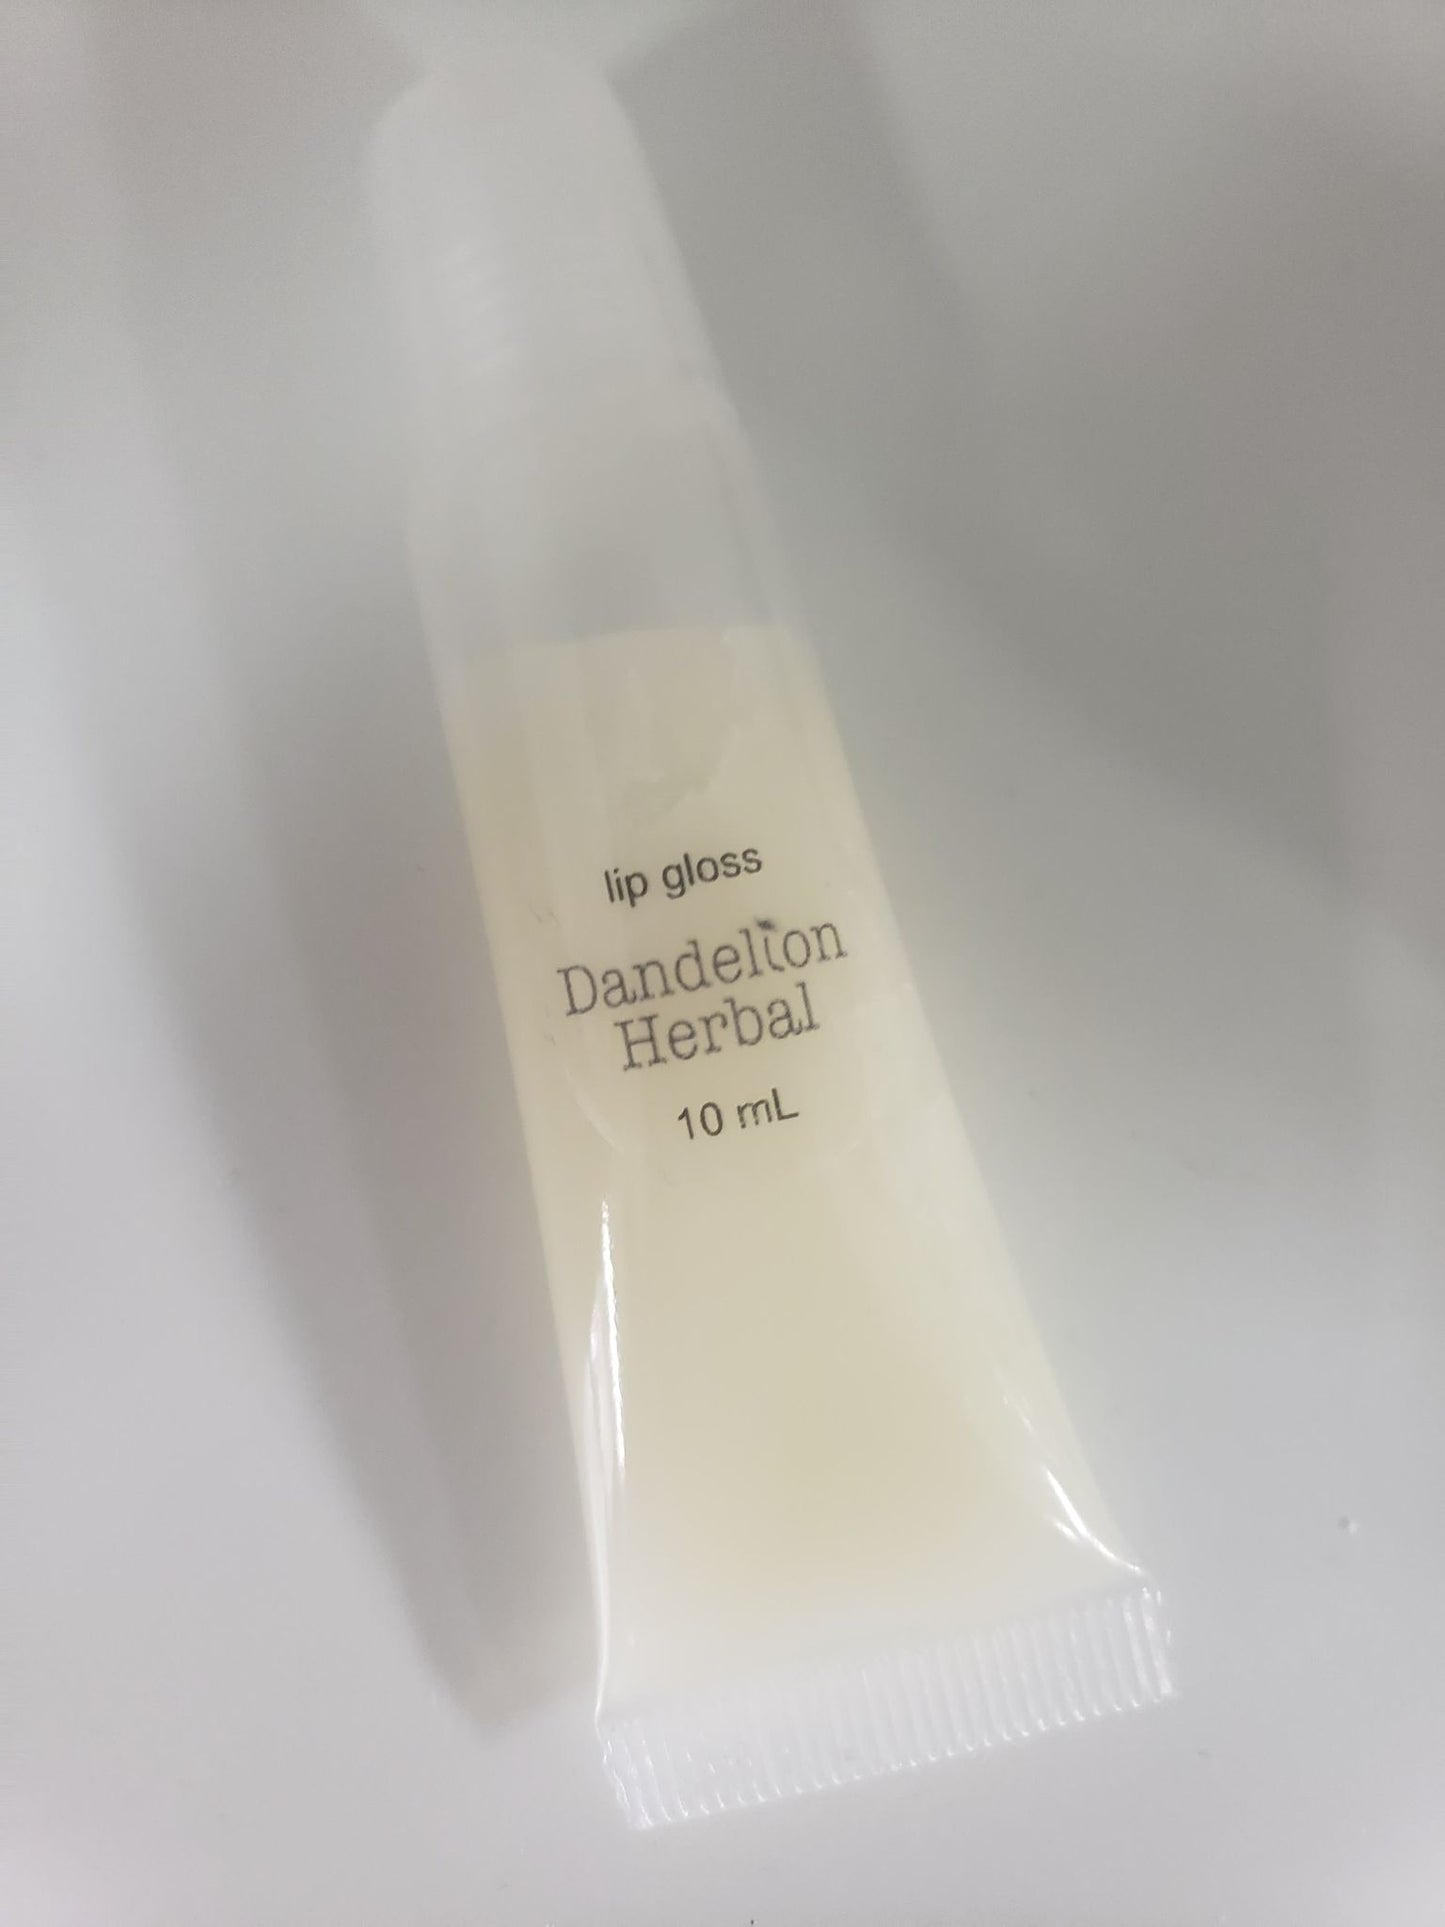 lip gloss
Dandelion
Herbal
10 mL